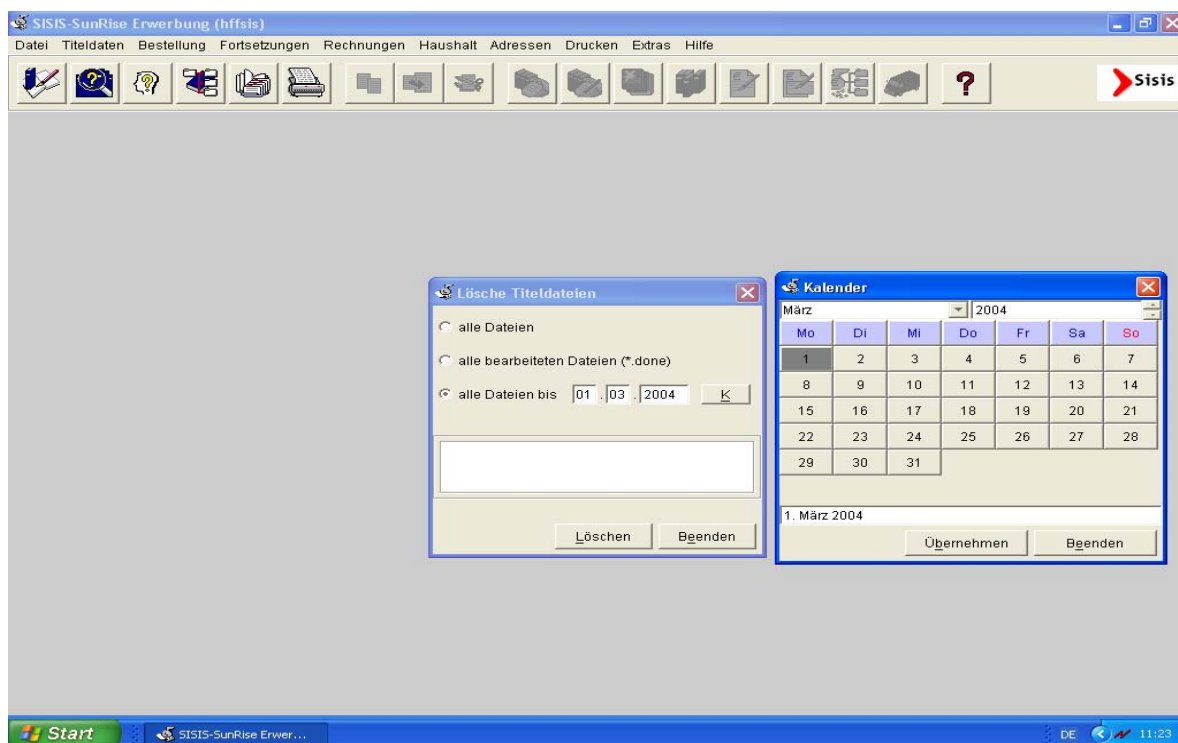 SISIS-SunRise Erwerbung (hffsis)
Datei Titeldaten Bestellung Fortsetzungen Rechnungen Haushalt Adressen Drucken Extras Hilfe
Sisis
Lösche Titeldateien
alle Dateien
alle bearbeiteten Dateien (*.done)
alle Dateien bis 01 . 03 . 2004 K
Löschen Beenden
Kalender
März 2004
Mo Di Mi Do Fr Sa So
1 2 3 4 5 6 7
8 9 10 11 12 13 14
15 16 17 18 19 20 21
22 23 24 25 26 27 28
29 30 31
1. März 2004
Übernehmen Beenden
Start SISIS-SunRise Erwer... DE 11:23